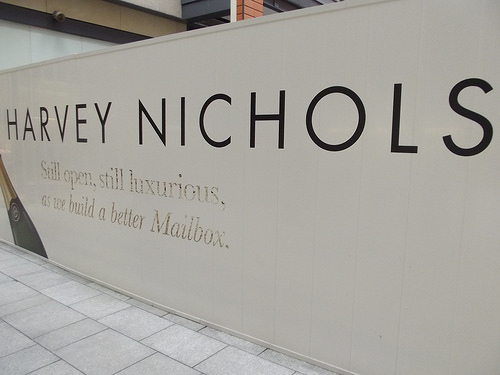 HARVEY NICHOLS
Still open, still luxurious,
as we build a better Mailbox.